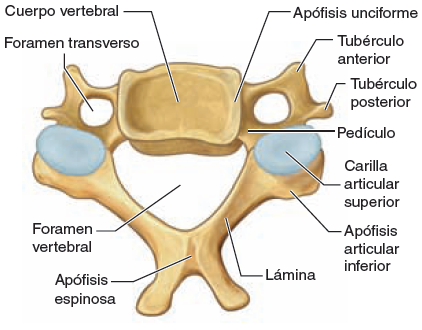 Cuerpo vertebral
Apófisis unciforme
Foramen transverso
Tubérculo
anterior
Tubérculo
posterior
Pedículo
Carilla
articular
superior
Foramen
vertebral
Apófisis
articular
inferior
Apófisis
espinosa
Lámina